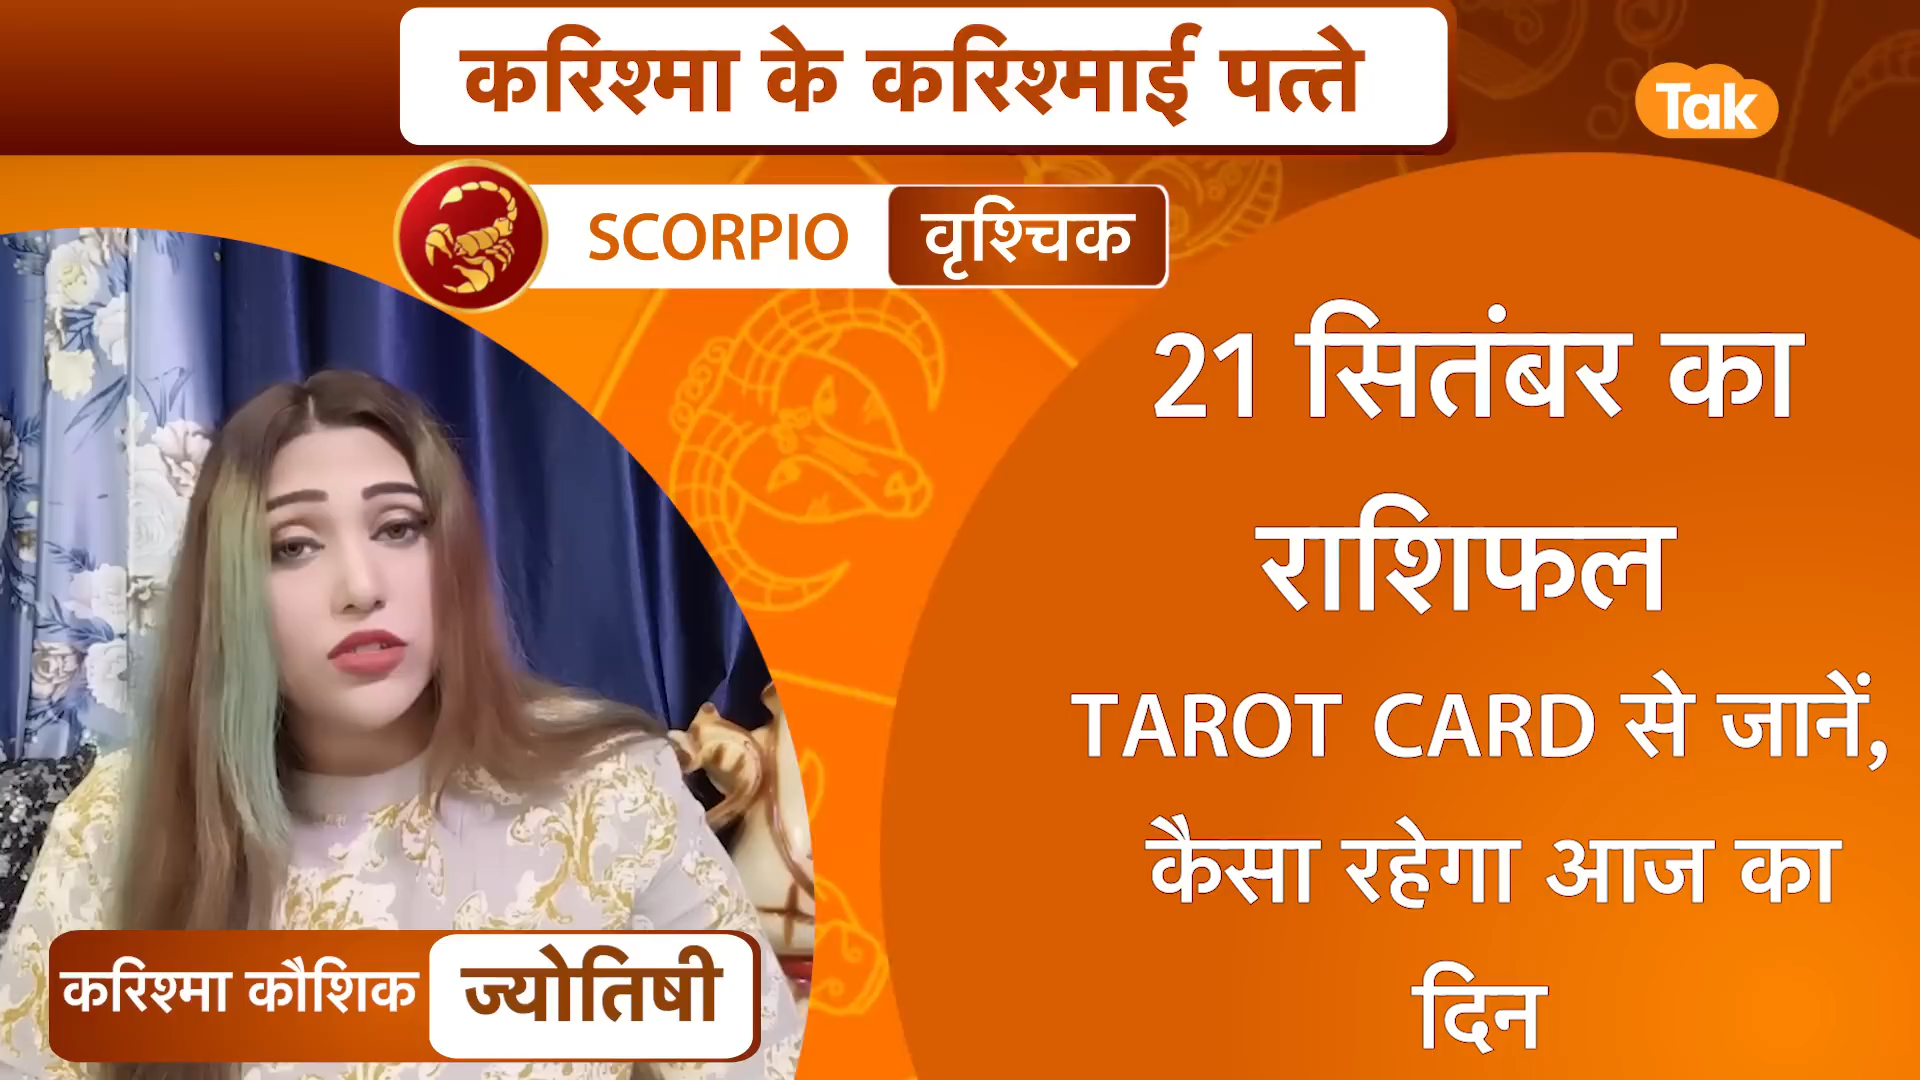 करिश्मा के करिश्माई पत्ते
Tak
SCORPIO वृश्चिक
21 सितंबर का
राशिफल
TAROT CARD से जानें,
कैसा रहेगा आज का
दिन
करिश्मा कौशिक ज्योतिषी